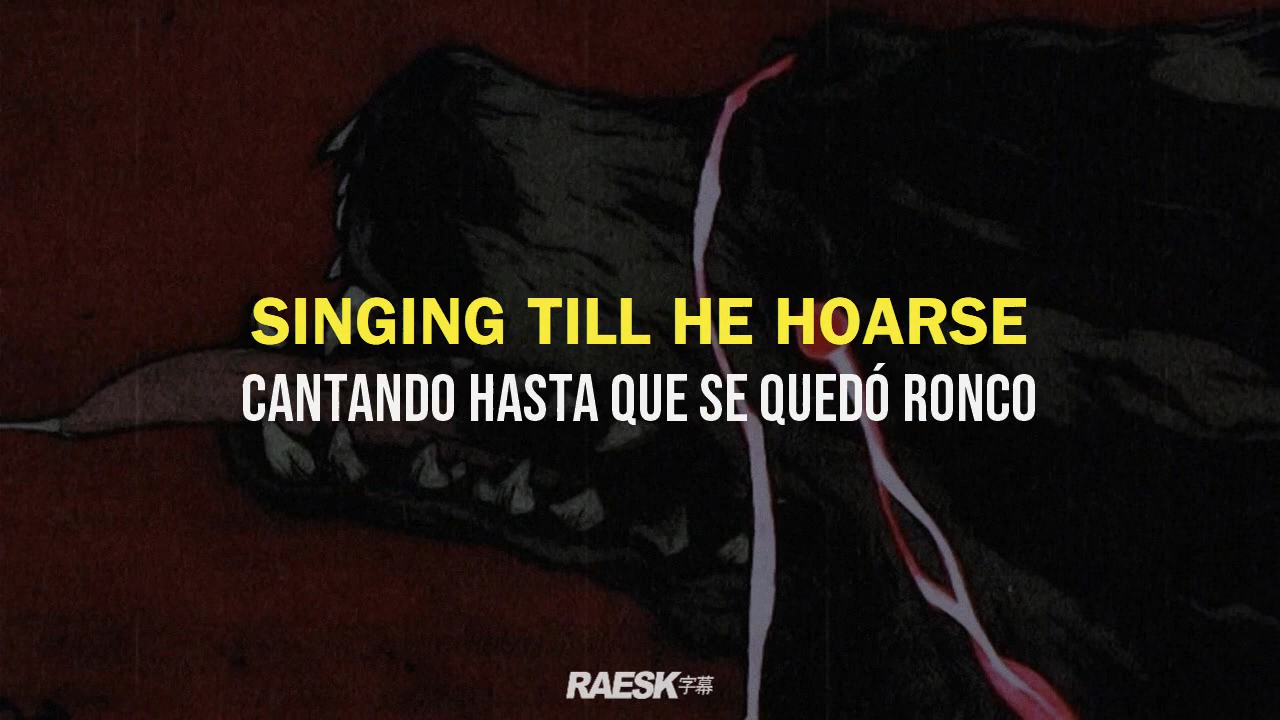 SINGING TILL HE HOARSE
CANTANDO HASTA QUE SE QUEDÓ RONCO
RAESK字幕